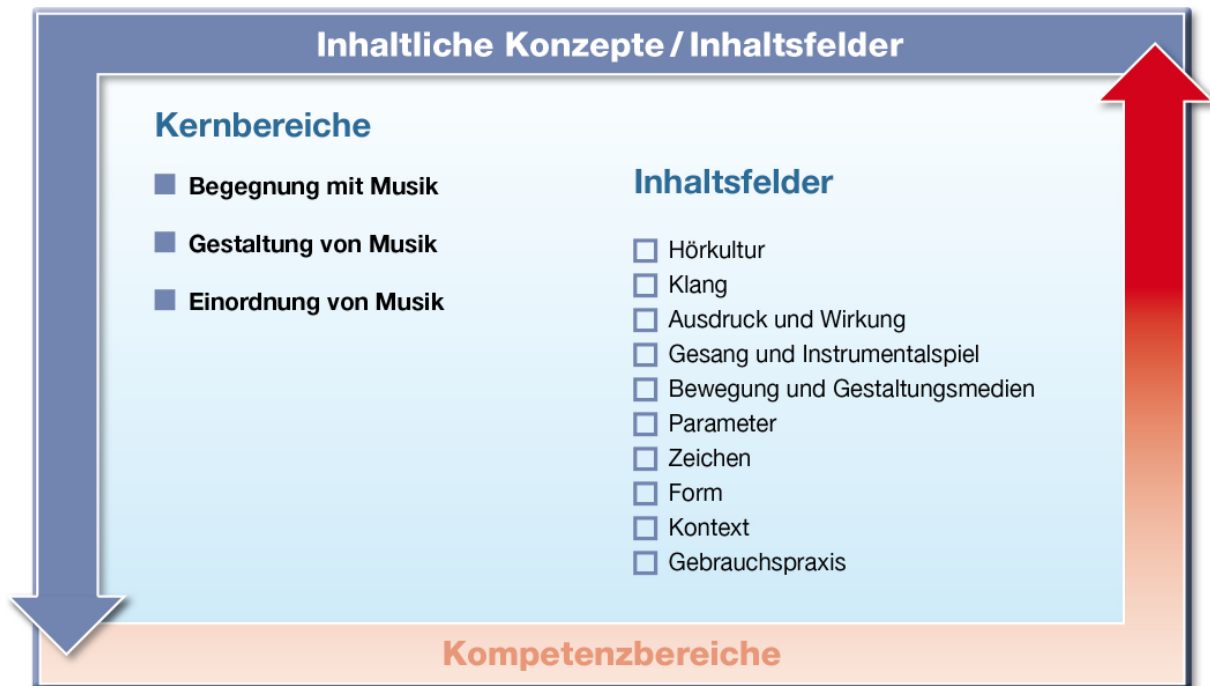 Inhaltliche Konzepte / Inhaltsfelder
Kernbereiche
Begegnung mit Musik
Gestaltung von Musik
Einordnung von Musik
Inhaltsfelder
Hörkultur
Klang
Ausdruck und Wirkung
Gesang und Instrumentalspiel
Bewegung und Gestaltungsmedien
Parameter
Zeichen
Form
Kontext
Gebrauchspraxis
Kompetenzbereiche